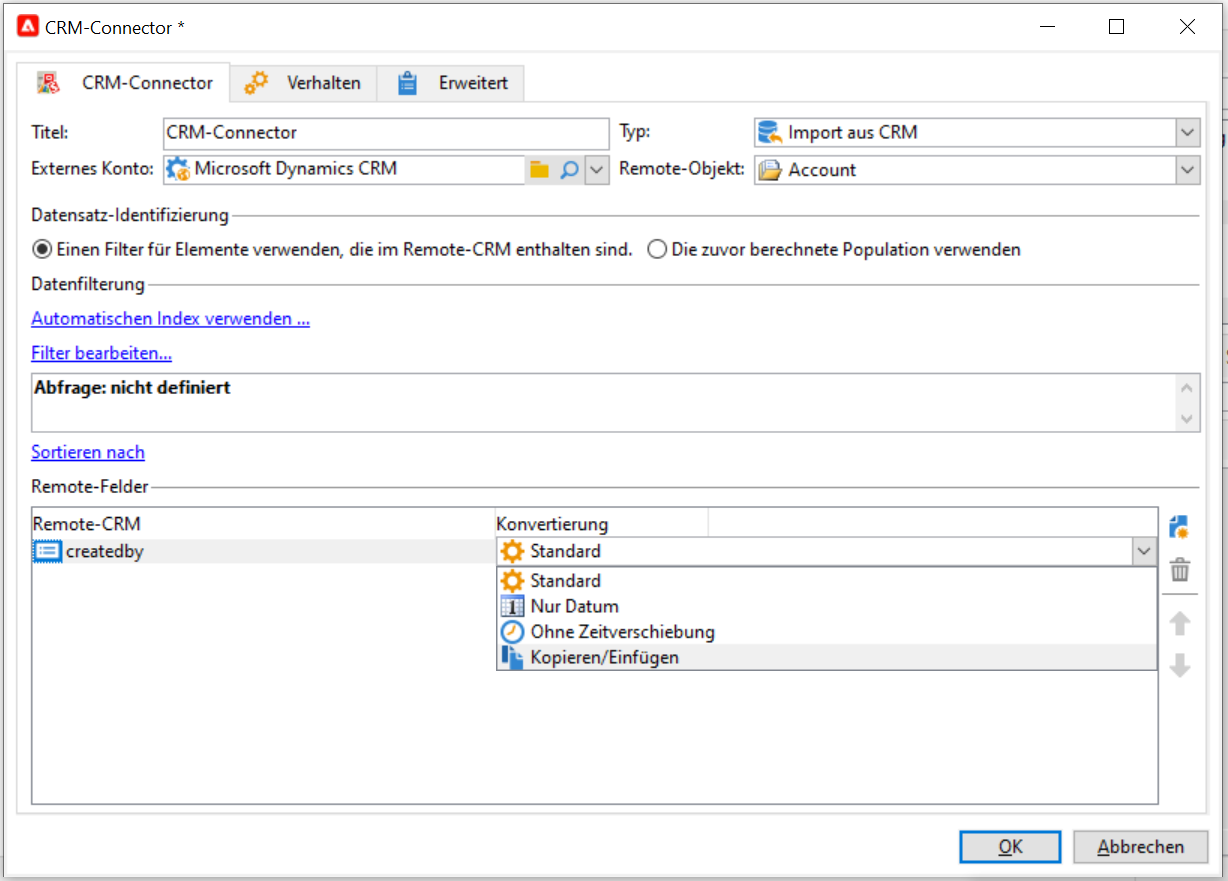 CRM-Connector *
CRM-Connector Verhalten Erweitert
Titel: CRM-Connector Typ: Import aus CRM
Externes Konto: Microsoft Dynamics CRM Remote-Objekt: Account
Datensatz-Identifizierung
Einen Filter für Elemente verwenden, die im Remote-CRM enthalten sind. Die zuvor berechnete Population verwenden
Datenfilterung
Automatischen Index verwenden ...
Filter bearbeiten...
Abfrage: nicht definiert
Sortieren nach
Remote-Felder
Remote-CRM Konvertierung
createdby Standard
Standard
Nur Datum
Ohne Zeitverschiebung
Kopieren/Einfügen
OK Abbrechen